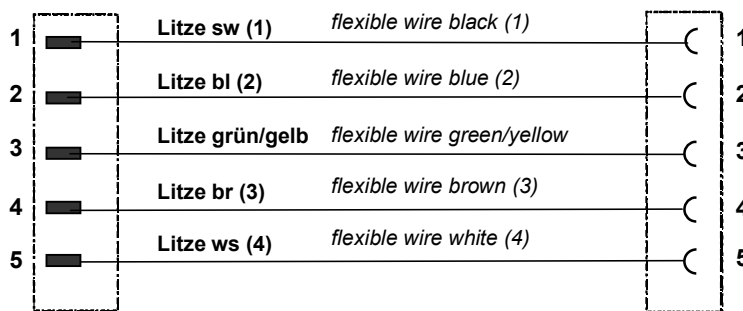 1 Litze sw (1) flexible wire black (1) 1
2 Litze bl (2) flexible wire blue (2) 2
3 Litze grün/gelb flexible wire green/yellow 3
4 Litze br (3) flexible wire brown (3) 4
5 Litze ws (4) flexible wire white (4) 5